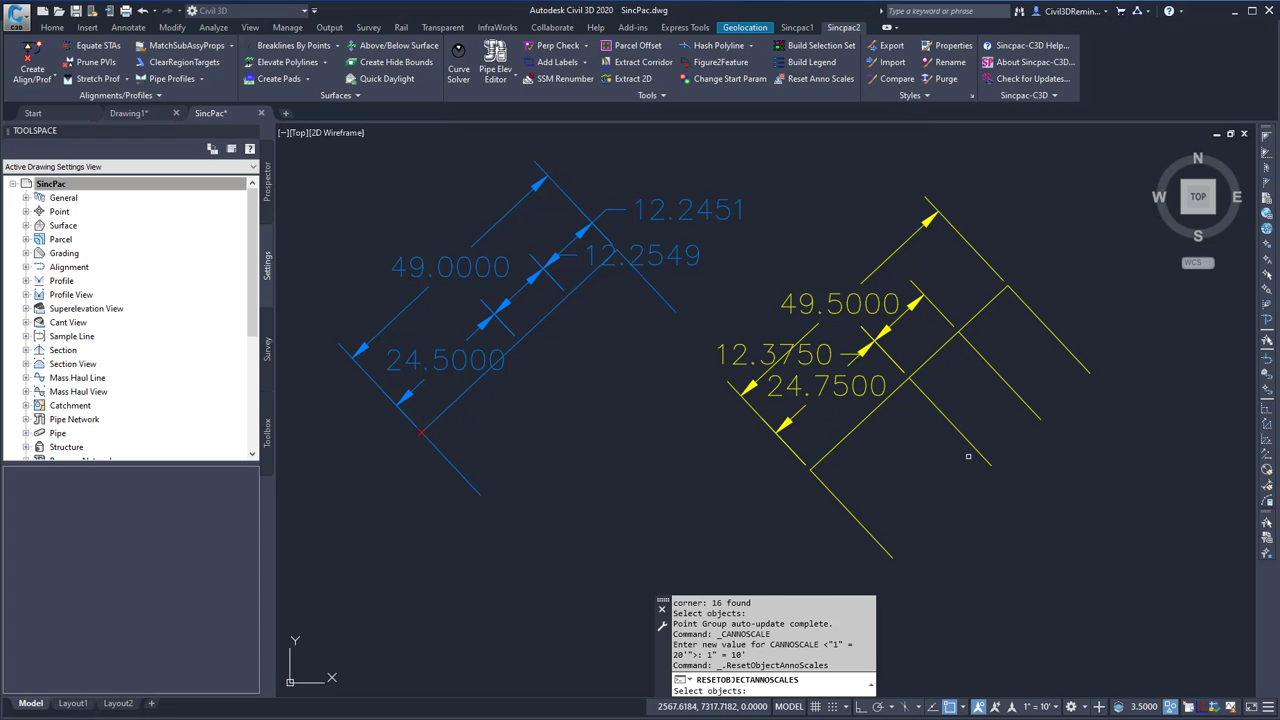 Autodesk Civil 3D 2020 SincPac.dwg
Civil 3D
Type a keyword or phrase
Civil3DRemin...
C3D
Home Insert Annotate Modify Analyze View Manage Output Survey Rail Transparent InfraWorks Collaborate Add-ins Express Tools Geolocation Sincpac1 Sincpac2
Create
Align/Prof
Equate STAs
Prune PVIs
Stretch Prof
MatchSubAssyProps
ClearRegionTargets
Pipe Profiles
Alignments/Profiles
Breaklines By Points
Elevate Polylines
Create Pads
Above/Below Surface
Create Hide Bounds
Quick Daylight
Surfaces
Curve
Solver
Pipe Elev
Editor
Perp Check
Add Labels
SSM Renumber
Parcel Offset
Extract Corridor
Extract 2D
Hash Polyline
Figure2Feature
Change Start Param
Build Selection Set
Build Legend
Reset Anno Scales
Tools
Export
Import
Compare
Properties
Rename
Purge
Styles
Sincpac-C3D Help...
About Sincpac-C3D...
Check for Updates...
Sincpac-C3D
Start Drawing1* SincPac*
TOOLSPACE
Active Drawing Settings View
SincPac
General
Point
Surface
Parcel
Grading
Alignment
Profile
Profile View
Superelevation View
Cant View
Sample Line
Section
Section View
Mass Haul Line
Mass Haul View
Catchment
Pipe Network
Pipe
Structure
Prospector
Settings
Survey
Toolbox
[−][Top][2D Wireframe]
12.2451
12.2549
49.0000
24.5000
49.5000
12.3750
24.7500
N
W TOP E
S
WCS
Y
X
corner: 16 found
Select objects:
Point Group auto-update complete.
Command: _CANNOSCALE
Enter new value for CANNOSCALE <"1" =
20'">: 1" = 10'
Command: _.ResetObjectAnnoScales
RESETOBJECTANNOSCALES
Select objects:
Model Layout1 Layout2 +
2567.6184, 7317.7182, 0.0000 MODEL 1" = 10' 3.5000